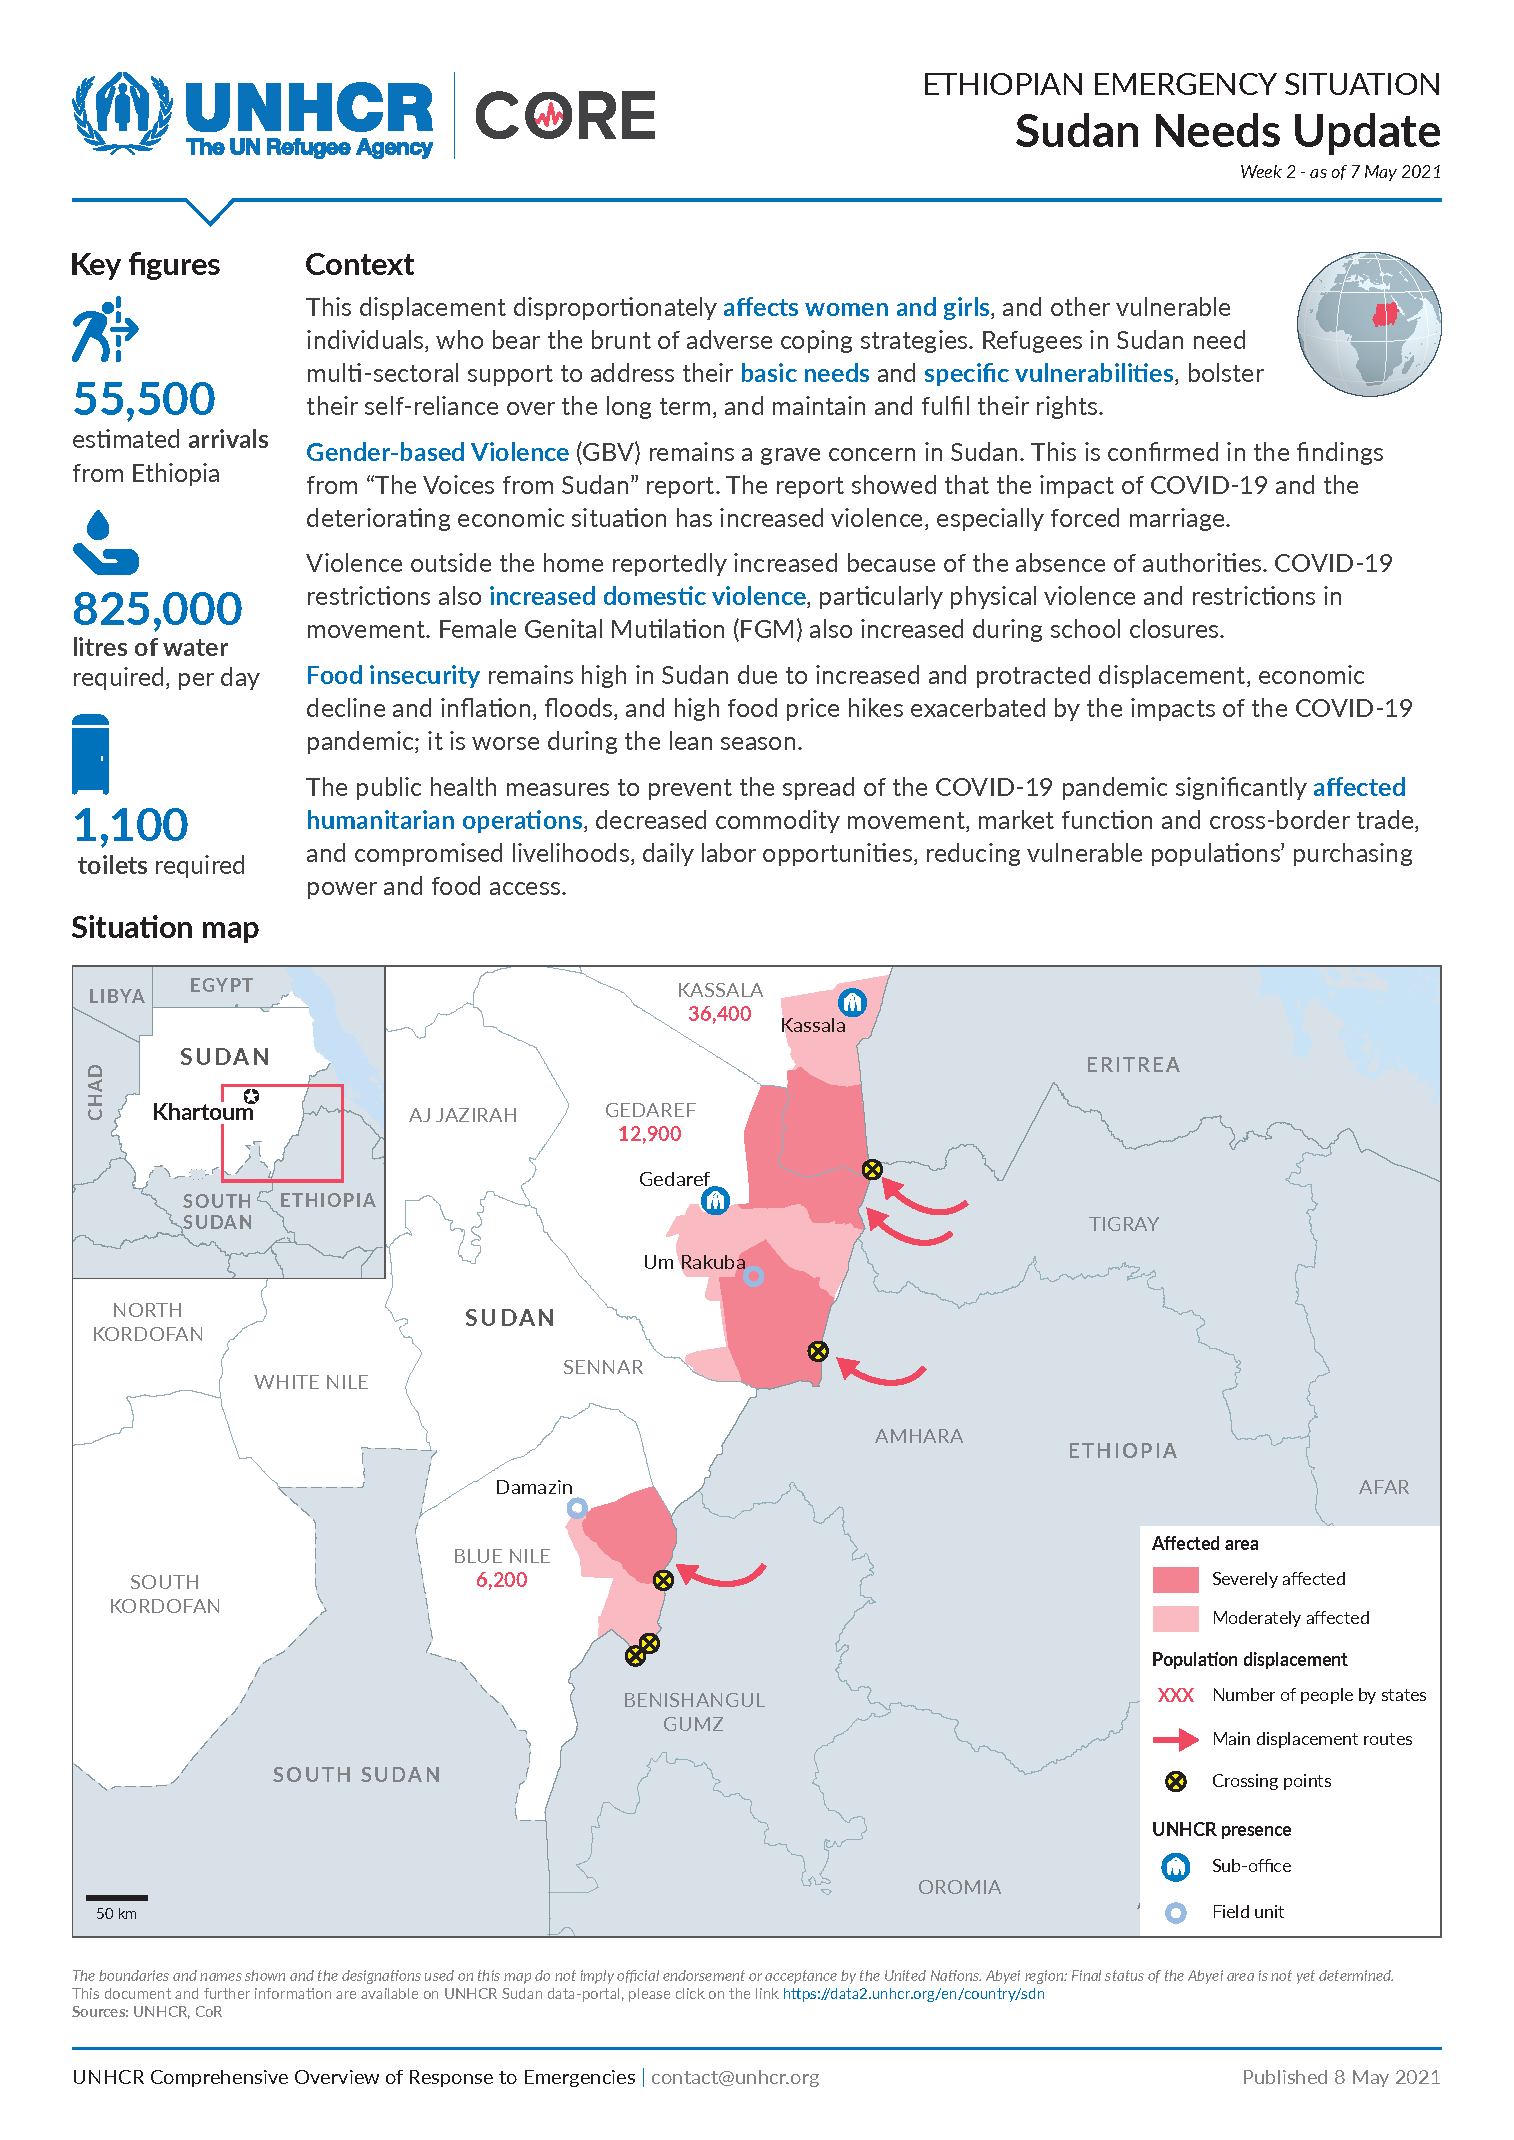 UNHCR
The UN Refugee Agency
CORE
ETHIOPIAN EMERGENCY SITUATION
Sudan Needs Update
Week 2 - as of 7 May 2021
Key figures
55,500
estimated arrivals
from Ethiopia
825,000
litres of water
required, per day
1,100
toilets required
Context
This displacement disproportionately affects women and girls, and other vulnerable
individuals, who bear the brunt of adverse coping strategies. Refugees in Sudan need
multi-sectoral support to address their basic needs and specific vulnerabilities, bolster
their self-reliance over the long term, and maintain and fulfil their rights.
Gender-based Violence (GBV) remains a grave concern in Sudan. This is confirmed in the findings
from “The Voices from Sudan” report. The report showed that the impact of COVID-19 and the
deteriorating economic situation has increased violence, especially forced marriage.
Violence outside the home reportedly increased because of the absence of authorities. COVID-19
restrictions also increased domestic violence, particularly physical violence and restrictions in
movement. Female Genital Mutilation (FGM) also increased during school closures.
Food insecurity remains high in Sudan due to increased and protracted displacement, economic
decline and inflation, floods, and high food price hikes exacerbated by the impacts of the COVID-19
pandemic; it is worse during the lean season.
The public health measures to prevent the spread of the COVID-19 pandemic significantly affected
humanitarian operations, decreased commodity movement, market function and cross-border trade,
and compromised livelihoods, daily labor opportunities, reducing vulnerable populations’ purchasing
power and food access.
Situation map
LIBYA
EGYPT
SUDAN
CHAD
Khartoum
SOUTH
SUDAN
ETHIOPIA
KASSALA
36,400
Kassala
ERITREA
AJ JAZIRAH
GEDAREF
12,900
Gedaref
TIGRAY
Um Rakuba
NORTH
KORDOFAN
SUDAN
SENNAR
WHITE NILE
AMHARA
ETHIOPIA
AFAR
Damazin
BLUE NILE
6,200
SOUTH
KORDOFAN
BENISHANGUL
GUMZ
SOUTH SUDAN
OROMIA
50 km
Affected area
Severely affected
Moderately affected
Population displacement
XXX Number of people by states
Main displacement routes
Crossing points
UNHCR presence
Sub-office
Field unit
The boundaries and names shown and the designations used on this map do not imply official endorsement or acceptance by the United Nations. Abyei region: Final status of the Abyei area is not yet determined.
This document and further information are available on UNHCR Sudan data-portal, please click on the link https://data2.unhcr.org/en/country/sdn
Sources: UNHCR, CoR
UNHCR Comprehensive Overview of Response to Emergencies | contact@unhcr.org
Published 8 May 2021